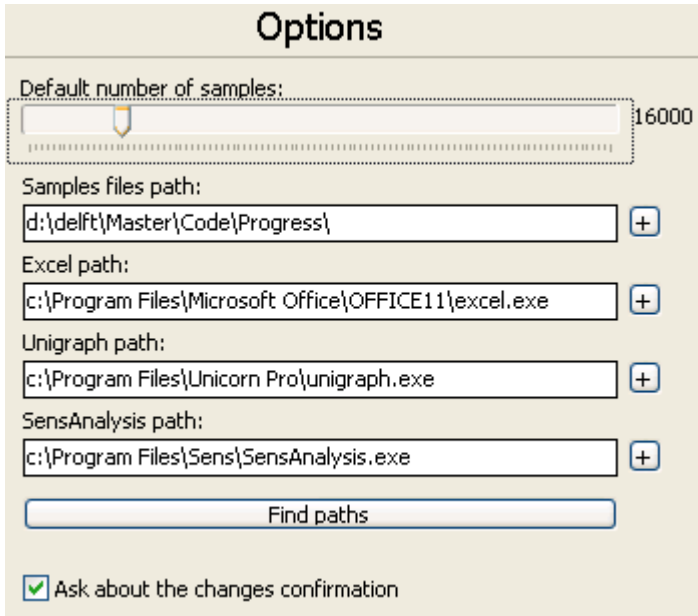 Options
Default number of samples:
16000
Samples files path:
d:\delft\Master\Code\Progress\
+
Excel path:
c:\Program Files\Microsoft Office\OFFICE11\excel.exe
+
Unigraph path:
c:\Program Files\Unicorn Pro\unigraph.exe
+
SensAnalysis path:
c:\Program Files\Sens\SensAnalysis.exe
+
Find paths
Ask about the changes confirmation